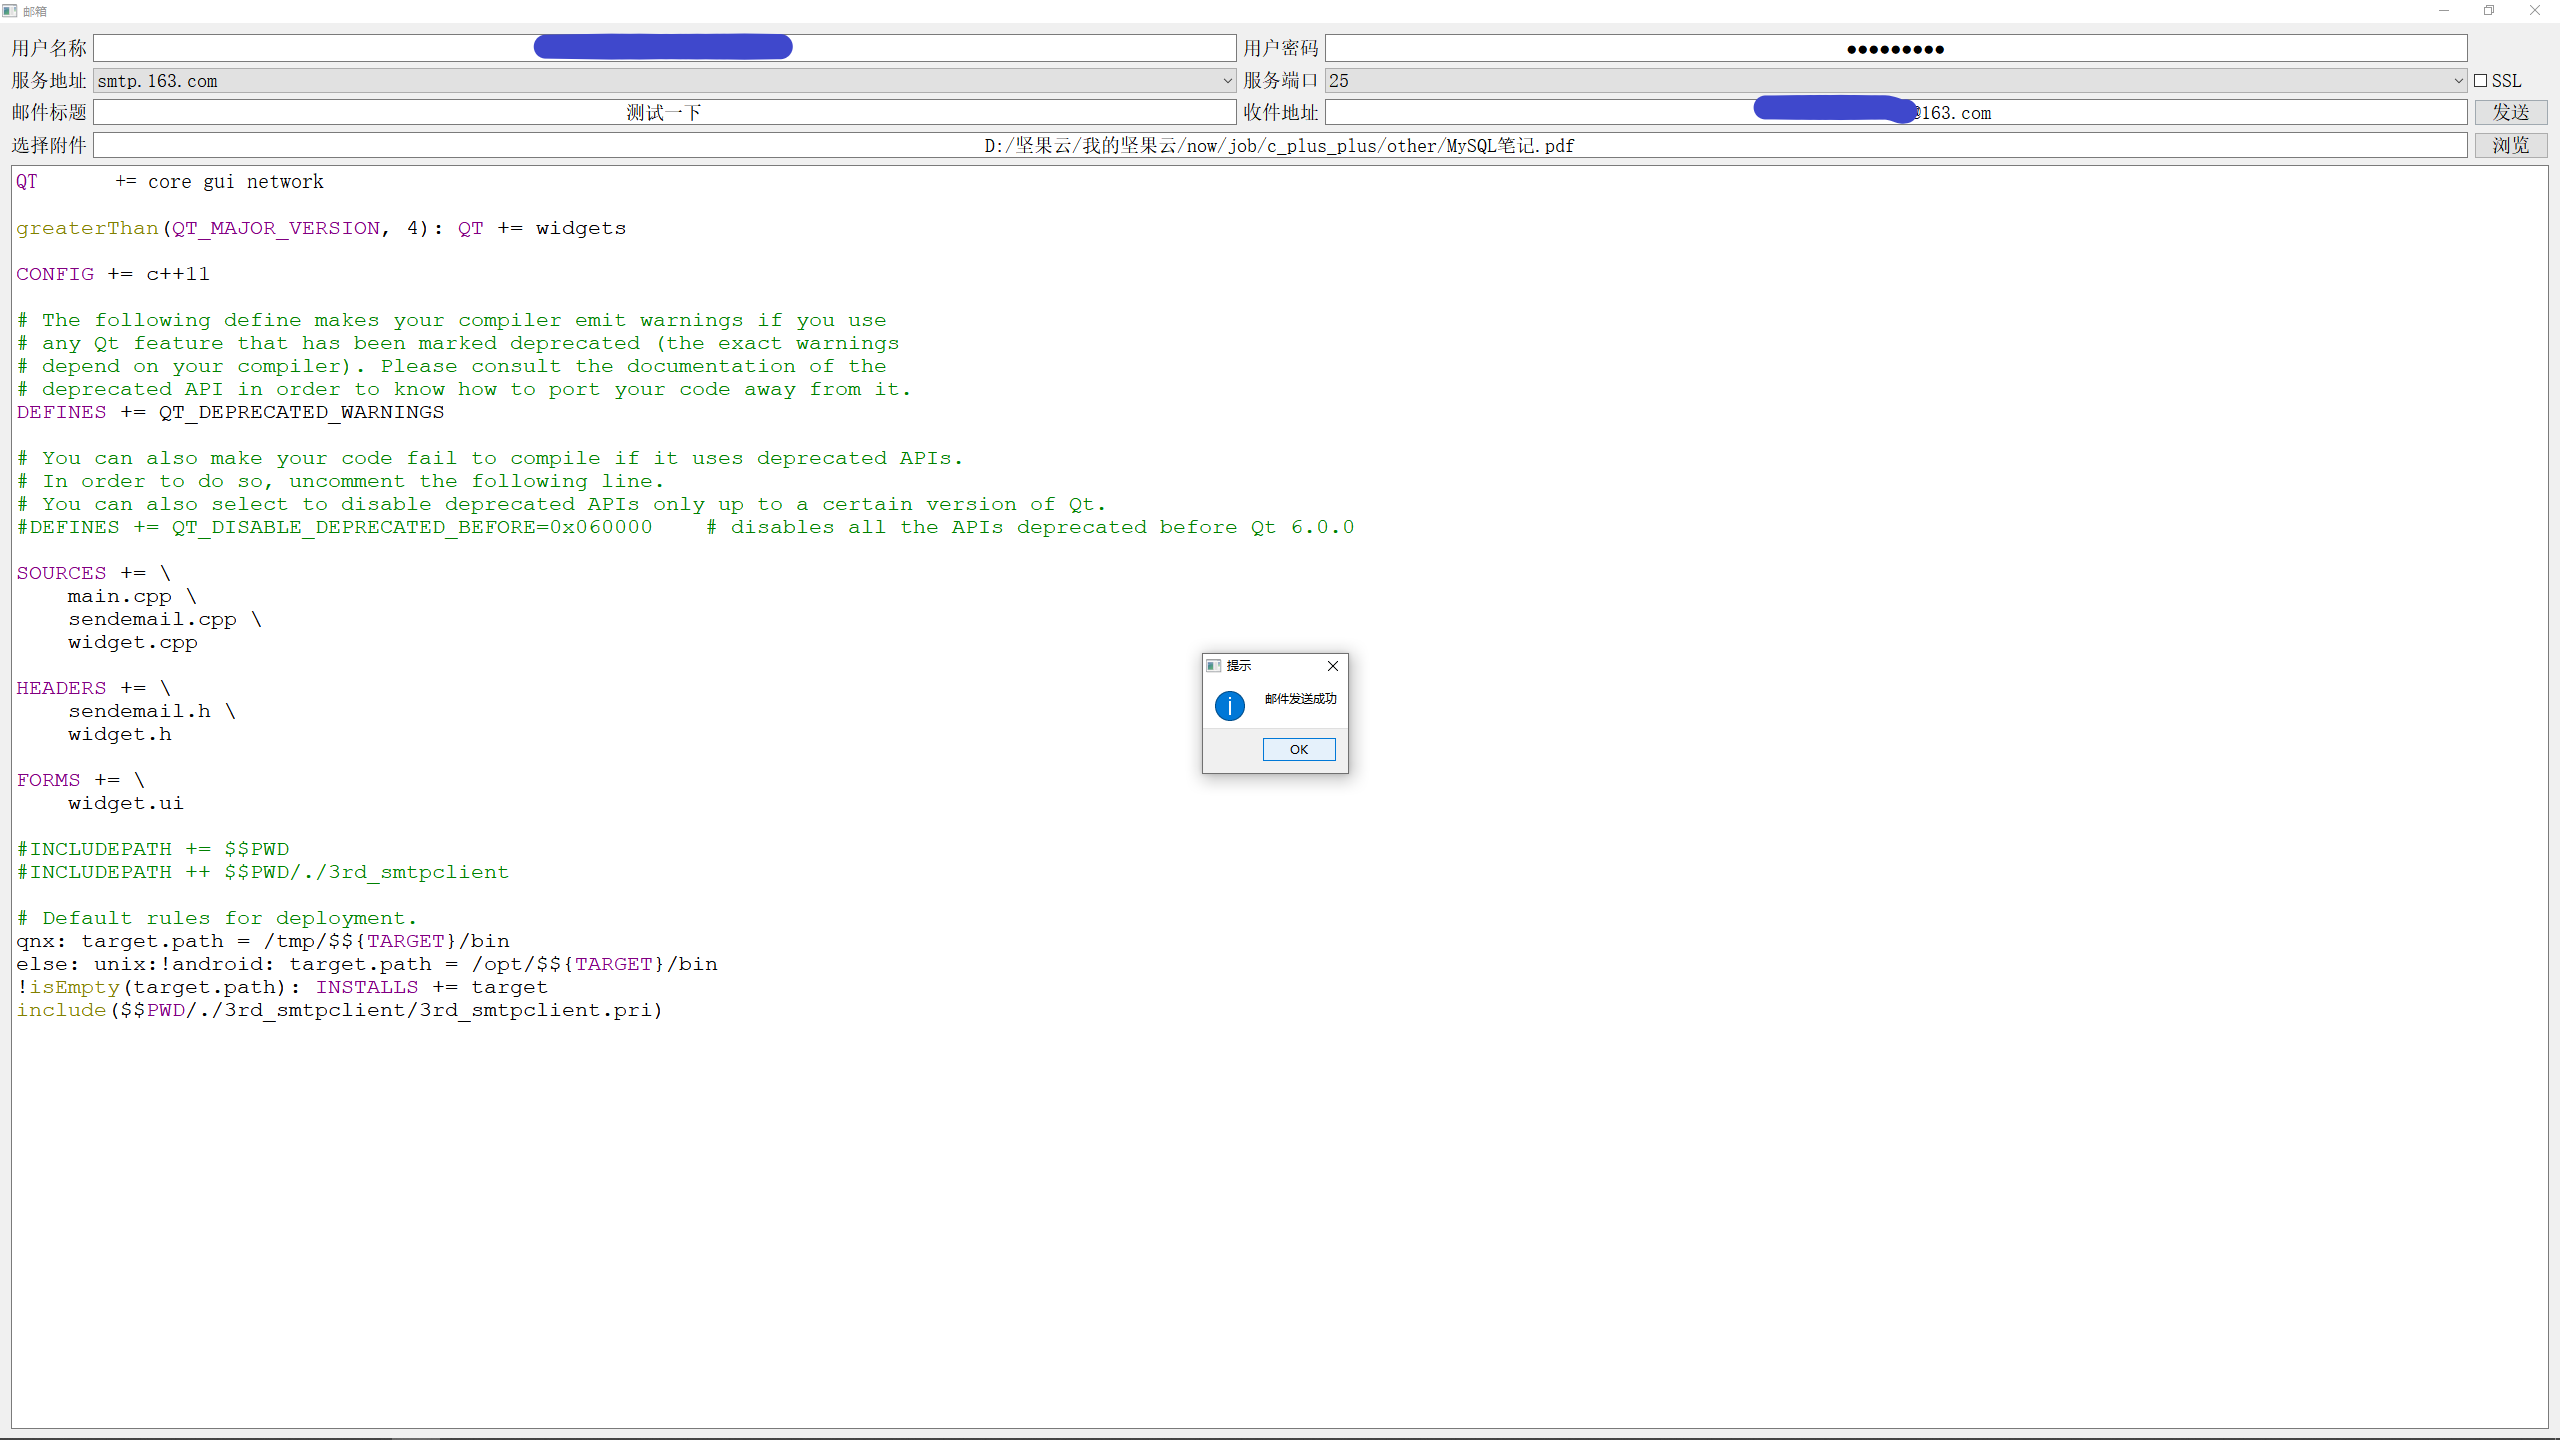 邮箱
用户名称 用户密码 ●●●●●●●●●
服务地址 smtp.163.com 服务端口 25 SSL
邮件标题 测试一下 收件地址 @163.com 发送
选择附件 D:/坚果云/我的坚果云/now/job/c_plus_plus/other/MySQL笔记.pdf 浏览
QT       += core gui network
greaterThan(QT_MAJOR_VERSION, 4): QT += widgets
CONFIG += c++11
# The following define makes your compiler emit warnings if you use
# any Qt feature that has been marked deprecated (the exact warnings
# depend on your compiler). Please consult the documentation of the
# deprecated API in order to know how to port your code away from it.
DEFINES += QT_DEPRECATED_WARNINGS
# You can also make your code fail to compile if it uses deprecated APIs.
# In order to do so, uncomment the following line.
# You can also select to disable deprecated APIs only up to a certain version of Qt.
#DEFINES += QT_DISABLE_DEPRECATED_BEFORE=0x060000    # disables all the APIs deprecated before Qt 6.0.0
SOURCES += \
    main.cpp \
    sendemail.cpp \
    widget.cpp
HEADERS += \
    sendemail.h \
    widget.h
FORMS += \
    widget.ui
#INCLUDEPATH += $$PWD
#INCLUDEPATH ++ $$PWD/./3rd_smtpclient
# Default rules for deployment.
qnx: target.path = /tmp/$${TARGET}/bin
else: unix:!android: target.path = /opt/$${TARGET}/bin
!isEmpty(target.path): INSTALLS += target
include($$PWD/./3rd_smtpclient/3rd_smtpclient.pri)
提示
邮件发送成功
OK